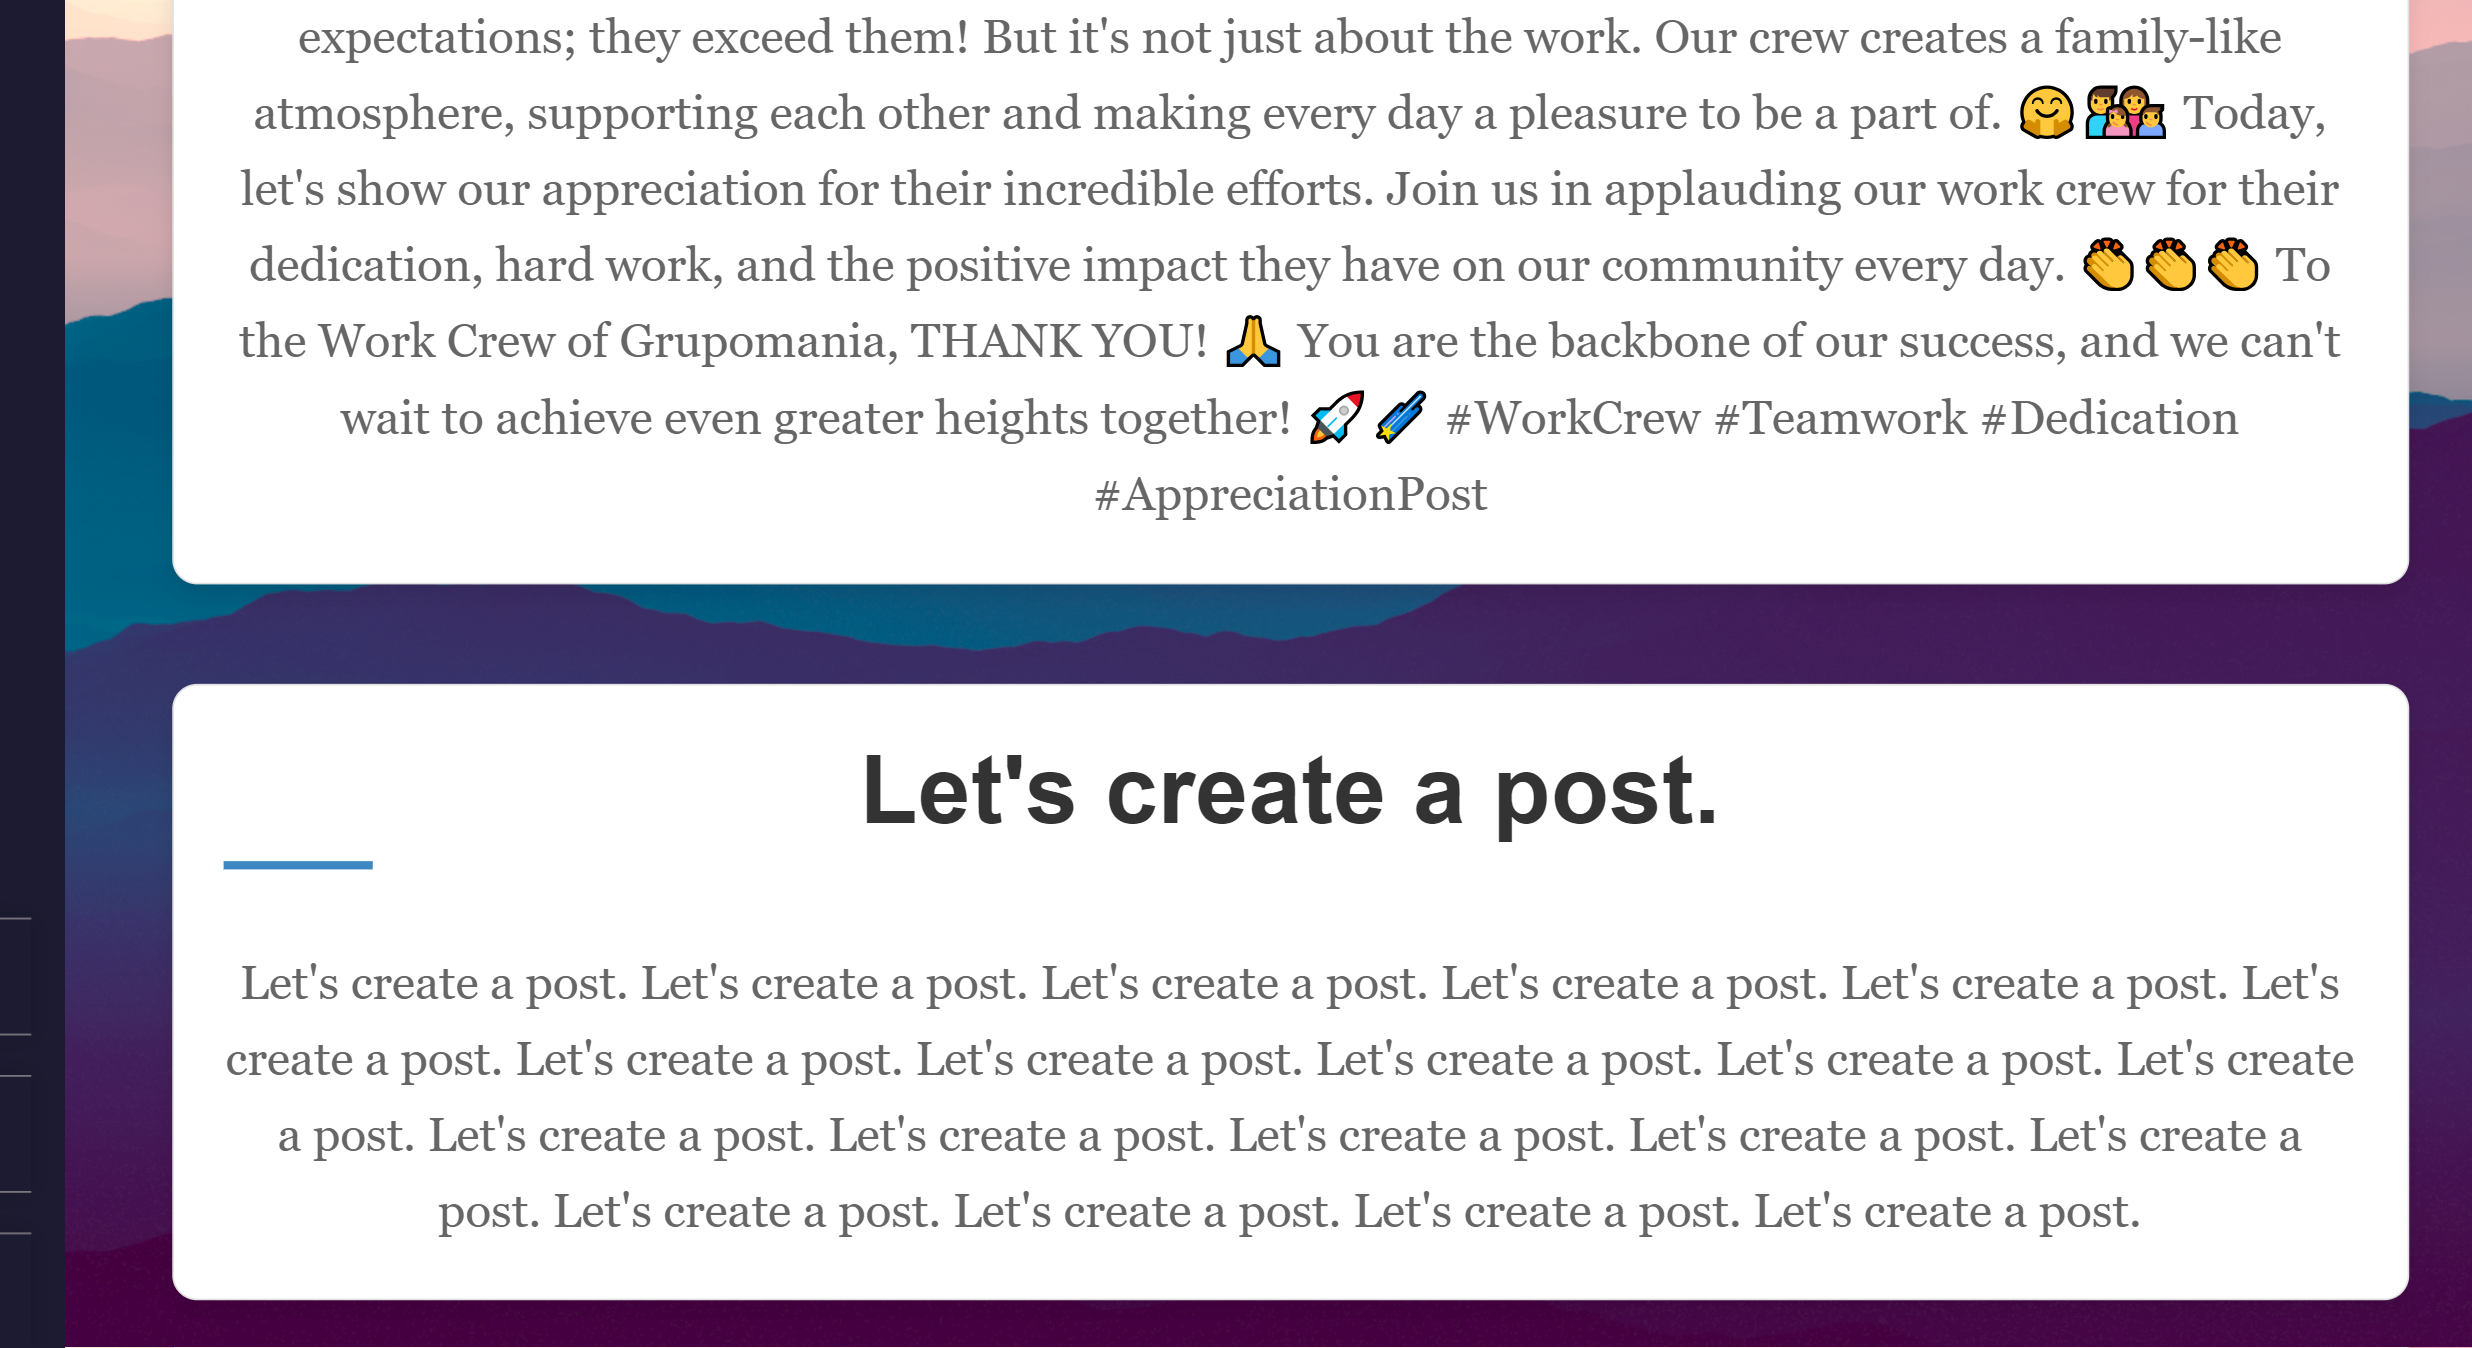 expectations; they exceed them! But it's not just about the work. Our crew creates a family-like
atmosphere, supporting each other and making every day a pleasure to be a part of. 🤗👨‍👩‍👧‍👦 Today,
let's show our appreciation for their incredible efforts. Join us in applauding our work crew for their
dedication, hard work, and the positive impact they have on our community every day. 👏👏👏 To
the Work Crew of Grupomania, THANK YOU! 🙏 You are the backbone of our success, and we can't
wait to achieve even greater heights together! 🚀☄️ #WorkCrew #Teamwork #Dedication
#AppreciationPost
Let's create a post.
Let's create a post. Let's create a post. Let's create a post. Let's create a post. Let's create a post. Let's
create a post. Let's create a post. Let's create a post. Let's create a post. Let's create a post. Let's create
a post. Let's create a post. Let's create a post. Let's create a post. Let's create a post. Let's create a
post. Let's create a post. Let's create a post. Let's create a post. Let's create a post.